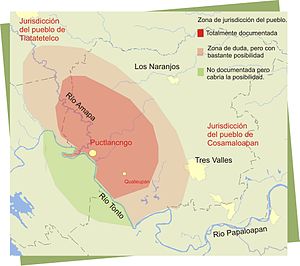 Jurisdicción
del pueblo de
Tlatatetelco
Zona de jurisdicción del pueblo.
Totalmente documentada
Zona de duda, pero con
bastante posibilidad
No documentada pero
cabría la posibilidad.
Los Naranjos
Río Amapa
Jurisdicción
del pueblo de
Cosamaloapan
Puctlancngo
Tres Valles
Quatlaupan
Río Tonto
Río Papaloapan